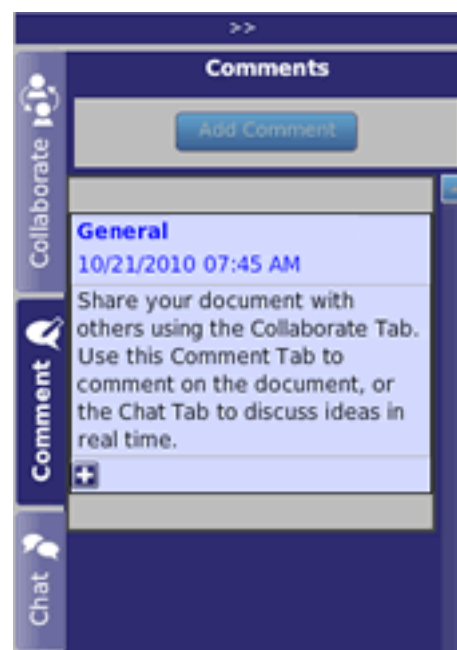 >>
Comments
Add Comment
Collaborate
Comment
Chat
General
10/21/2010 07:45 AM
Share your document with
others using the Collaborate Tab.
Use this Comment Tab to
comment on the document, or
the Chat Tab to discuss ideas in
real time.